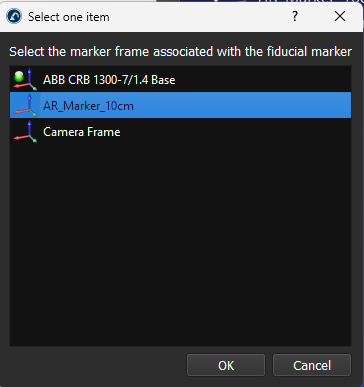 Select one item
?
Select the marker frame associated with the fiducial marker
ABB CRB 1300-7/1.4 Base
AR_Marker_10cm
Camera Frame
OK
Cancel